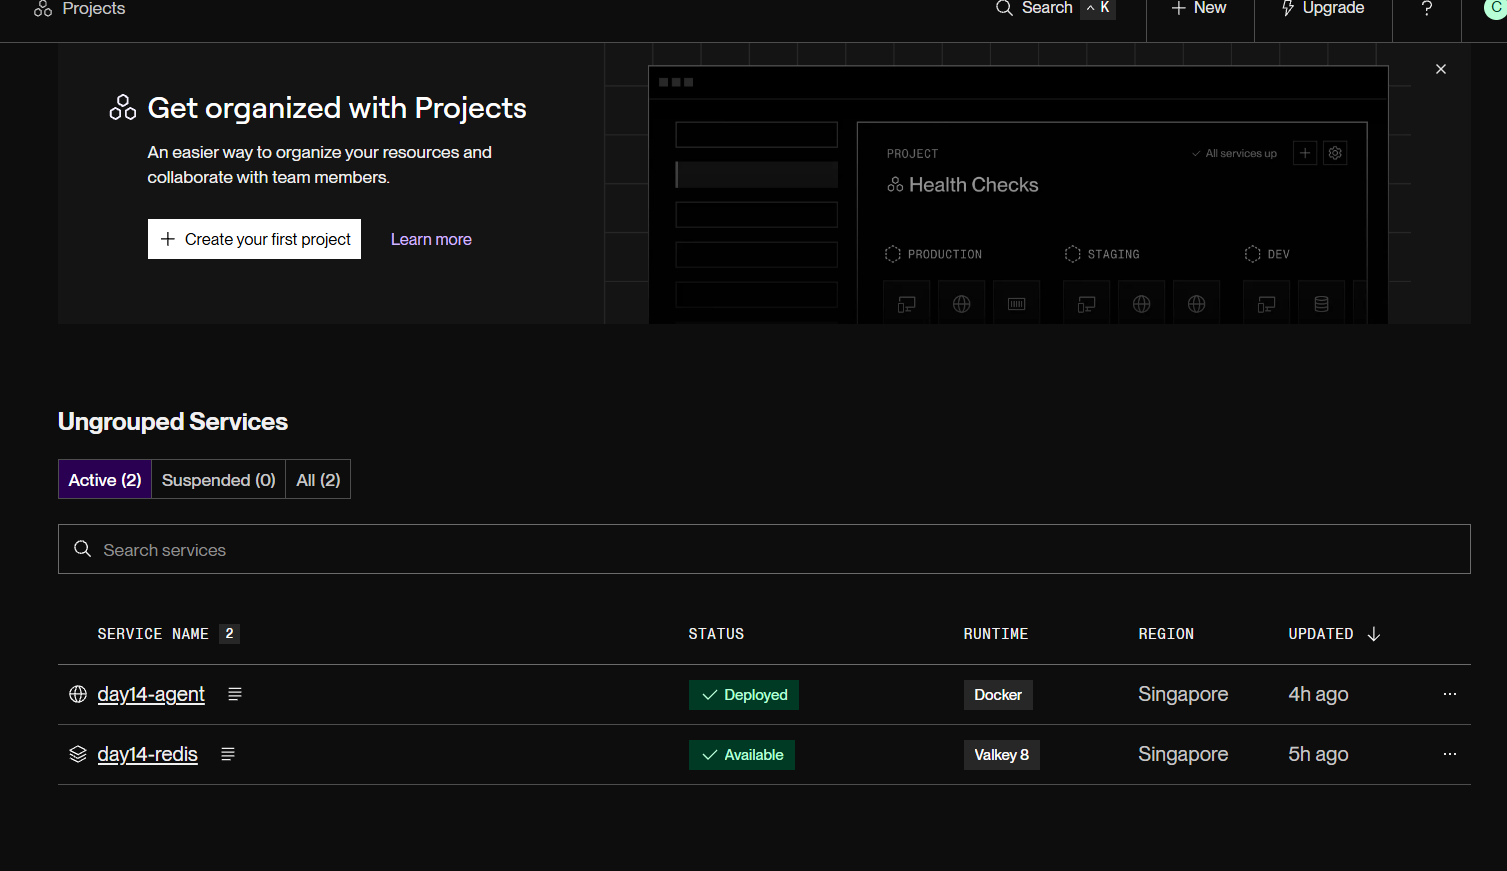 Projects
Search
K
New
Upgrade
?
C
Get organized with Projects
An easier way to organize your resources and
collaborate with team members.
Create your first project
Learn more
PROJECT
All services up
Health Checks
PRODUCTION
STAGING
DEV
Ungrouped Services
Active (2)
Suspended (0)
All (2)
Search services
SERVICE NAME 2
STATUS
RUNTIME
REGION
UPDATED
day14-agent
Deployed
Docker
Singapore
4h ago
day14-redis
Available
Valkey 8
Singapore
5h ago